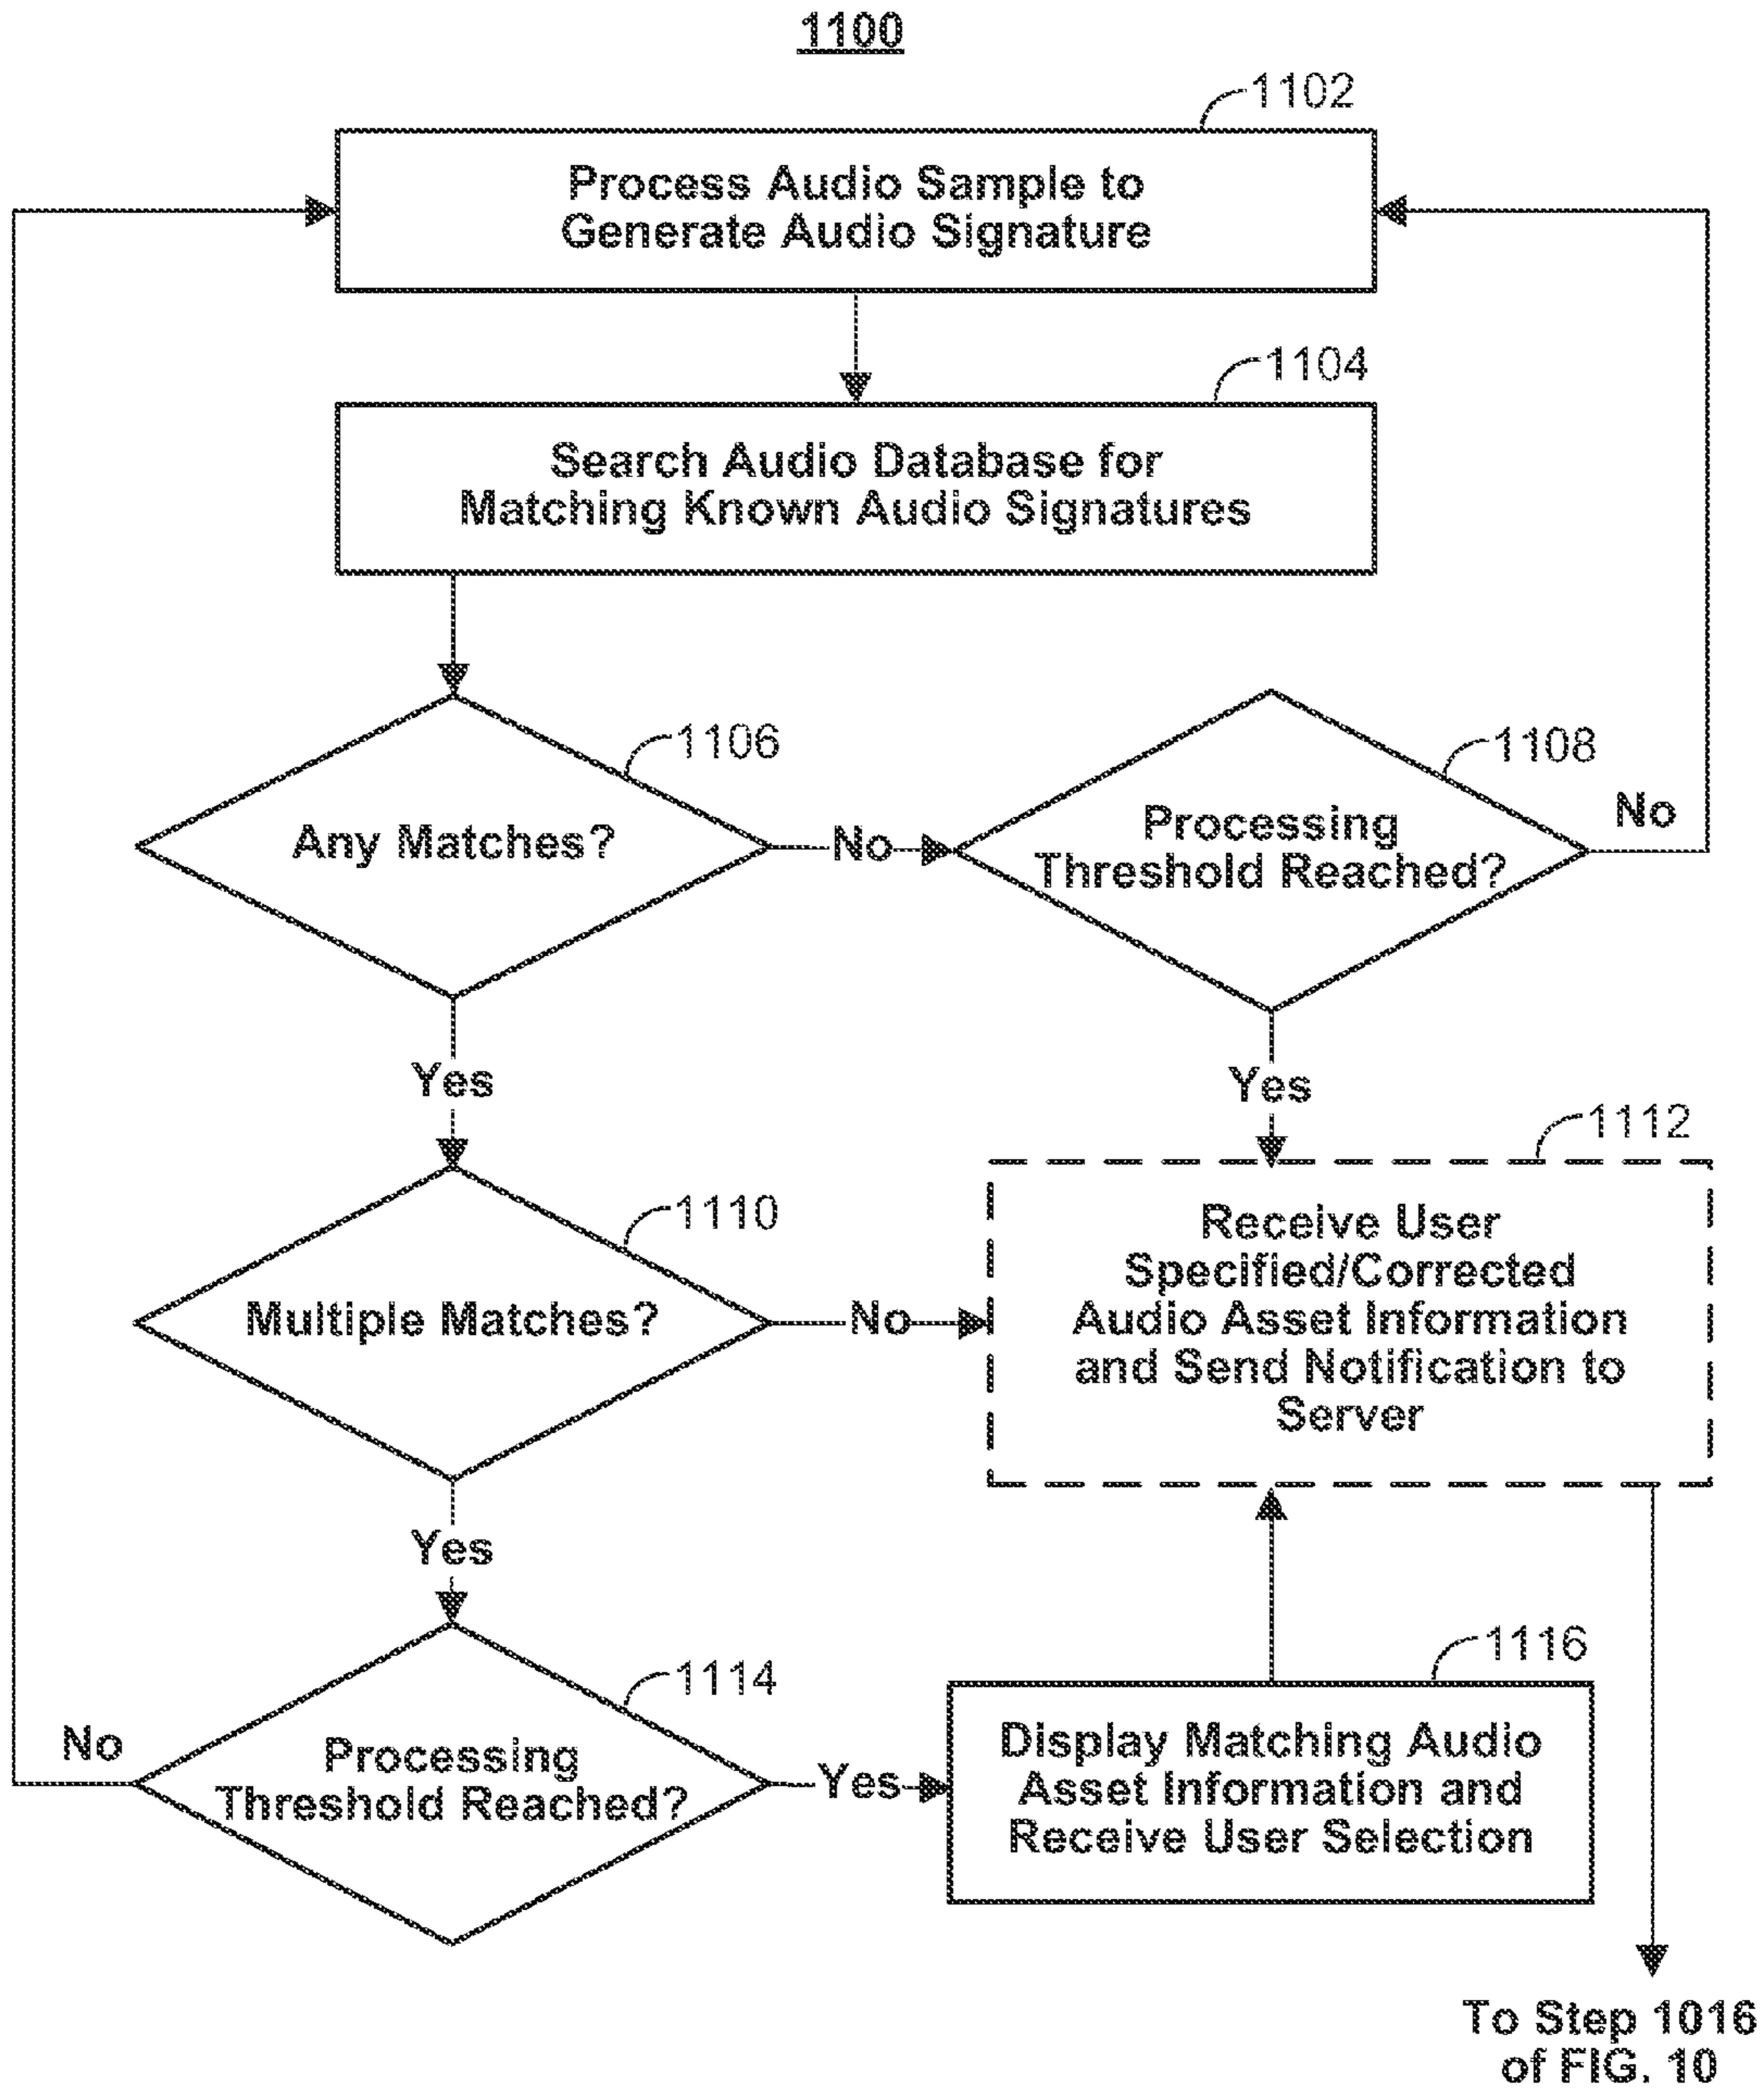 1100
1102
Process Audio Sample to
Generate Audio Signature
1104
Search Audio Database for
Matching Known Audio Signatures
1106
Any Matches?
No
1108
Processing
Threshold Reached?
No
Yes
Yes
1110
Multiple Matches?
No
1112
Receive User
Specified/Corrected
Audio Asset Information
and Send Notification to
Server
Yes
1114
Processing
Threshold Reached?
No
Yes
1116
Display Matching Audio
Asset Information and
Receive User Selection
To Step 1016
of FIG. 10